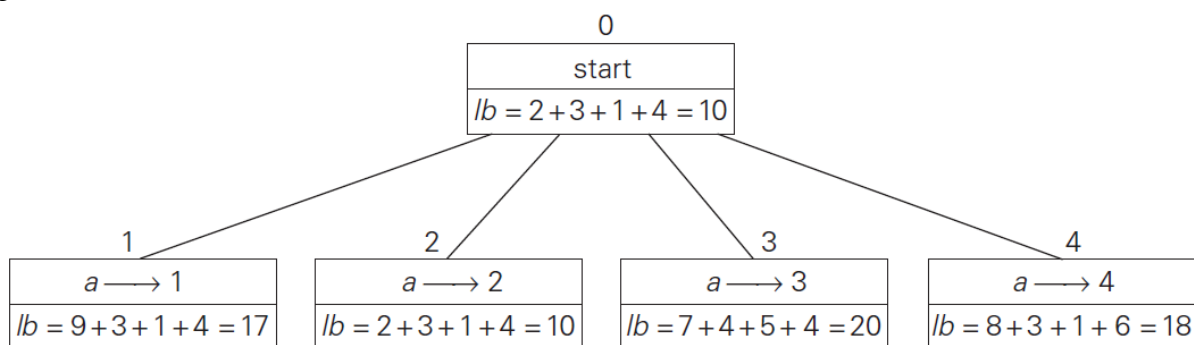 0
start
lb = 2 + 3 + 1 + 4 = 10
1 2 3 4
a ⟶ 1 a ⟶ 2 a ⟶ 3 a ⟶ 4
lb = 9 + 3 + 1 + 4 = 17 lb = 2 + 3 + 1 + 4 = 10 lb = 7 + 4 + 5 + 4 = 20 lb = 8 + 3 + 1 + 6 = 18